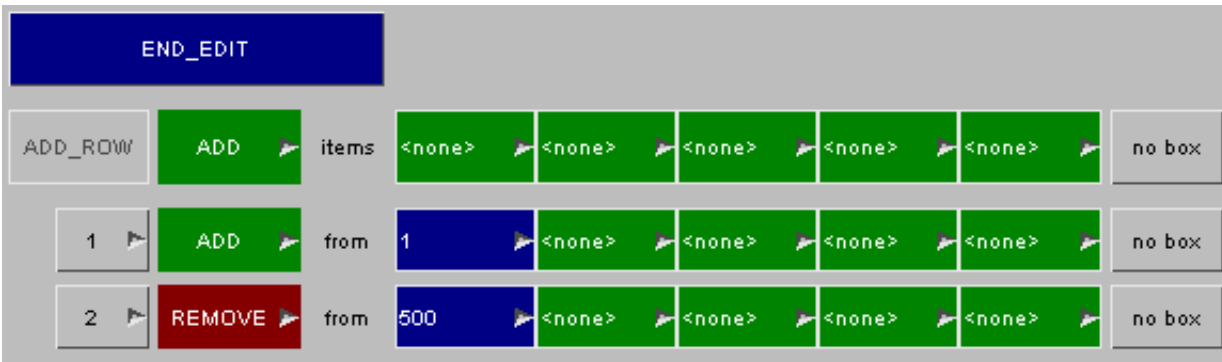 END_EDIT
ADD_ROW ADD items <none> <none> <none> <none> <none> no box
1 ADD from 1 <none> <none> <none> <none> no box
2 REMOVE from 500 <none> <none> <none> <none> no box